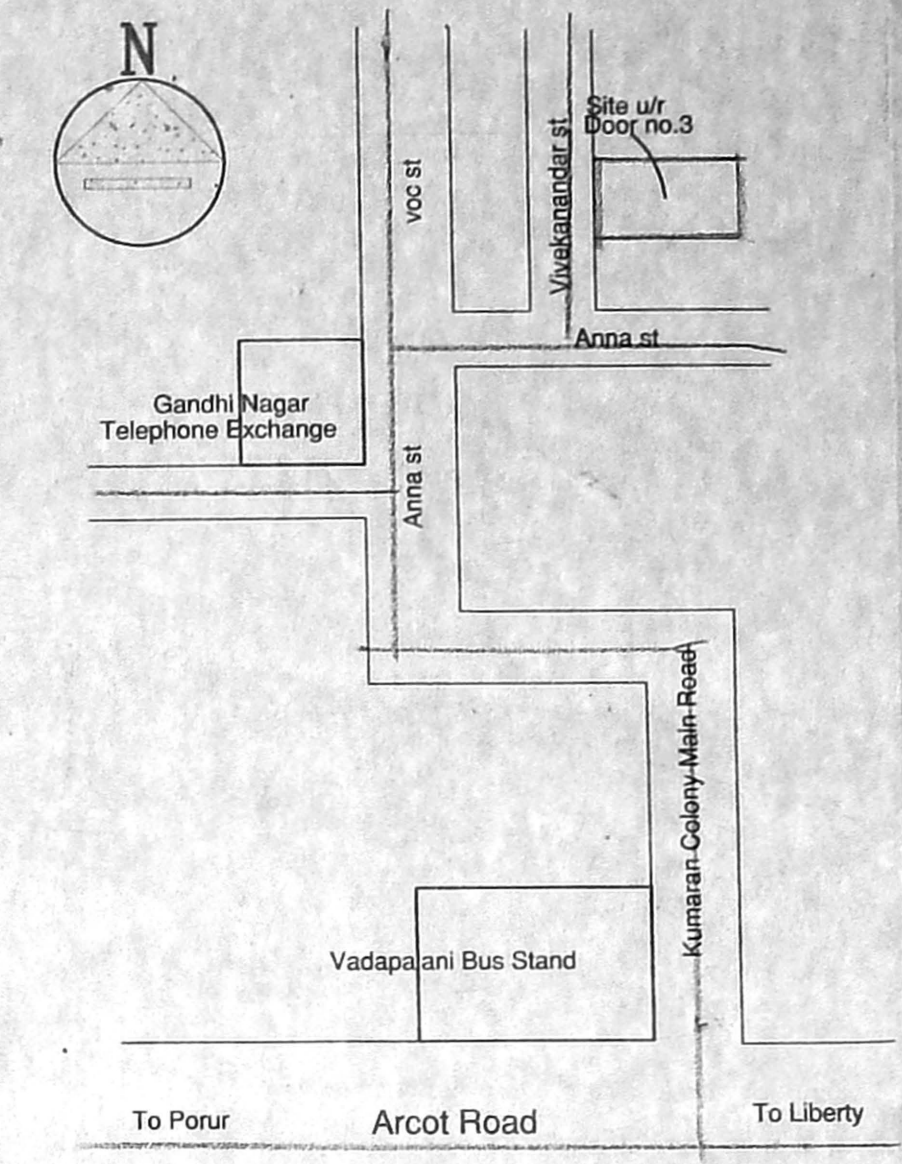 N
Site u/r
Door no.3
voc st
Vivekanandar st
Anna st
Gandhi Nagar
Telephone Exchange
Anna st
Kumaran Colony Main Road
Vadapalani Bus Stand
To Porur
Arcot Road
To Liberty